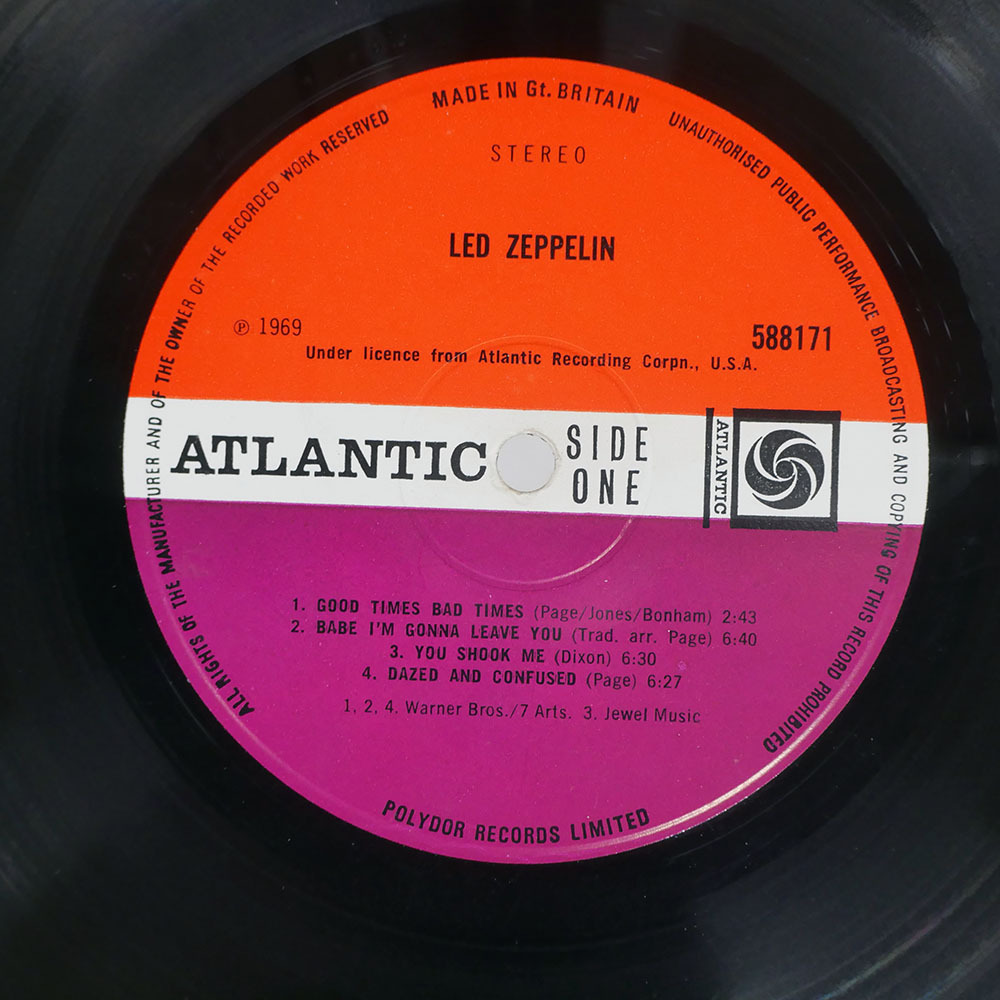 MADE IN Gt. BRITAIN
UNAUTHORISED PUBLIC PERFORMANCE BROADCASTING AND COPYING OF THIS RECORD PROHIBITED
ALL RIGHTS OF THE MANUFACTURER AND OF THE OWNER OF THE RECORDED WORK RESERVED
STEREO
LED ZEPPELIN
℗ 1969
588171
Under licence from Atlantic Recording Corpn., U.S.A.
ATLANTIC
SIDE
ONE
ATLANTIC
1. GOOD TIMES BAD TIMES (Page/Jones/Bonham) 2:43
2. BABE I'M GONNA LEAVE YOU (Trad. arr. Page) 6:40
3. YOU SHOOK ME (Dixon) 6:30
4. DAZED AND CONFUSED (Page) 6:27
1, 2, 4. Warner Bros./7 Arts. 3. Jewel Music
POLYDOR RECORDS LIMITED